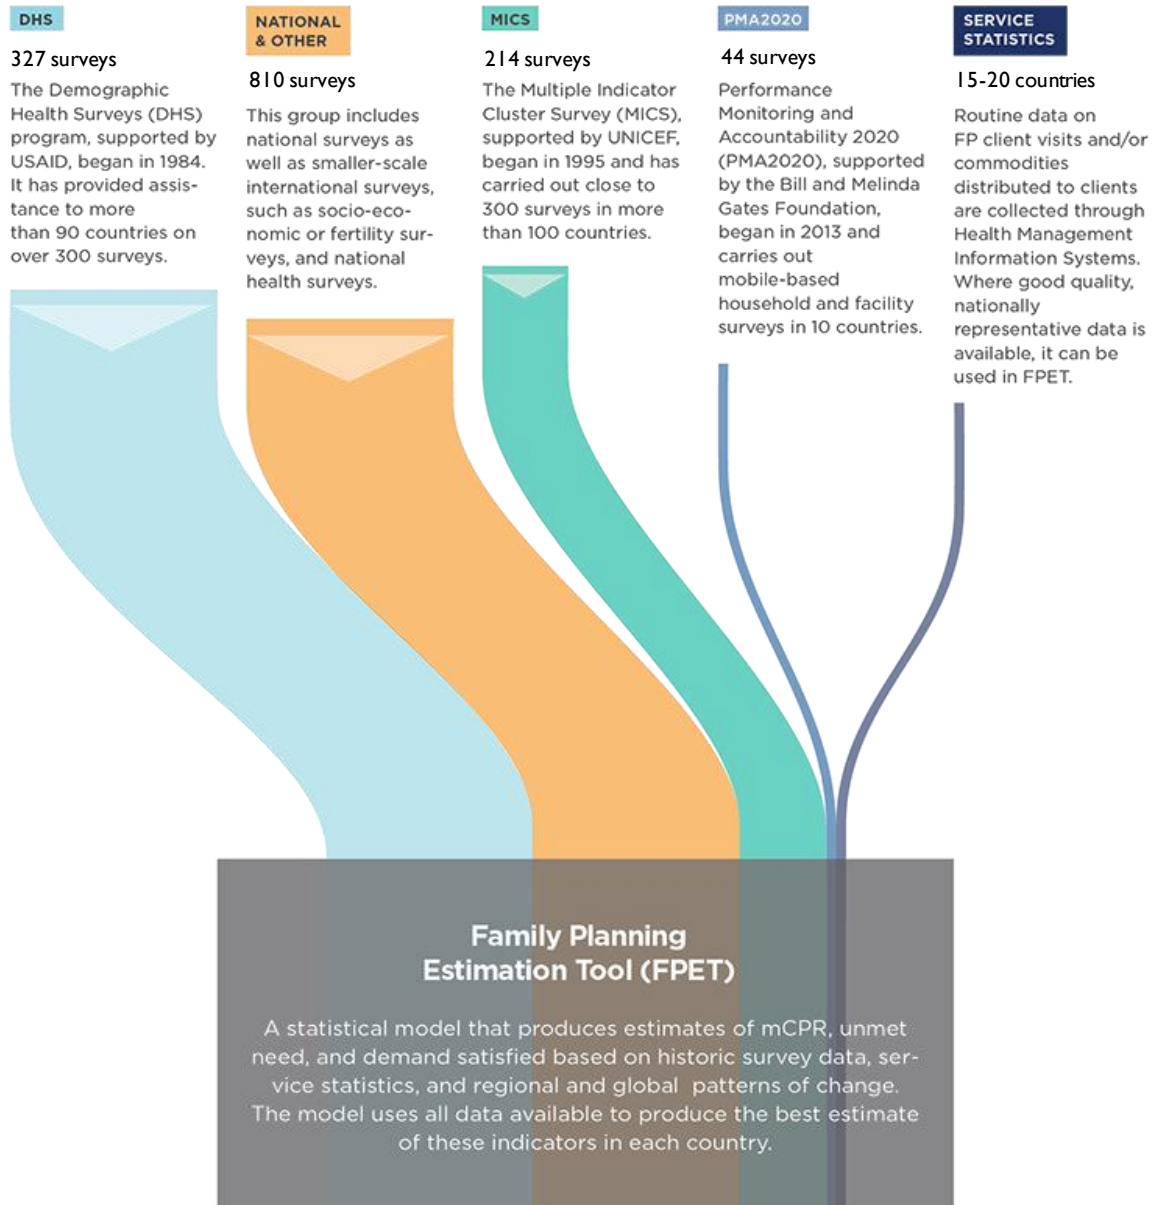 DHS
327 surveys
The Demographic
Health Surveys (DHS)
program, supported by
USAID, began in 1984.
It has provided assis-
tance to more
than 90 countries on
over 300 surveys.
NATIONAL
& OTHER
810 surveys
This group includes
national surveys as
well as smaller-scale
international surveys,
such as socio-eco-
nomic or fertility sur-
veys, and national
health surveys.
MICS
214 surveys
The Multiple Indicator
Cluster Survey (MICS),
supported by UNICEF,
began in 1995 and has
carried out close to
300 surveys in more
than 100 countries.
PMA2020
44 surveys
Performance
Monitoring and
Accountability 2020
(PMA2020), supported
by the Bill and Melinda
Gates Foundation,
began in 2013 and
carries out
mobile-based
household and facility
surveys in 10 countries.
SERVICE
STATISTICS
15-20 countries
Routine data on
FP client visits and/or
commodities
distributed to clients
are collected through
Health Management
Information Systems.
Where good quality,
nationally
representative data is
available, it can be
used in FPET.
Family Planning
Estimation Tool (FPET)
A statistical model that produces estimates of mCPR, unmet
need, and demand satisfied based on historic survey data, ser-
vice statistics, and regional and global patterns of change.
The model uses all data available to produce the best estimate
of these indicators in each country.